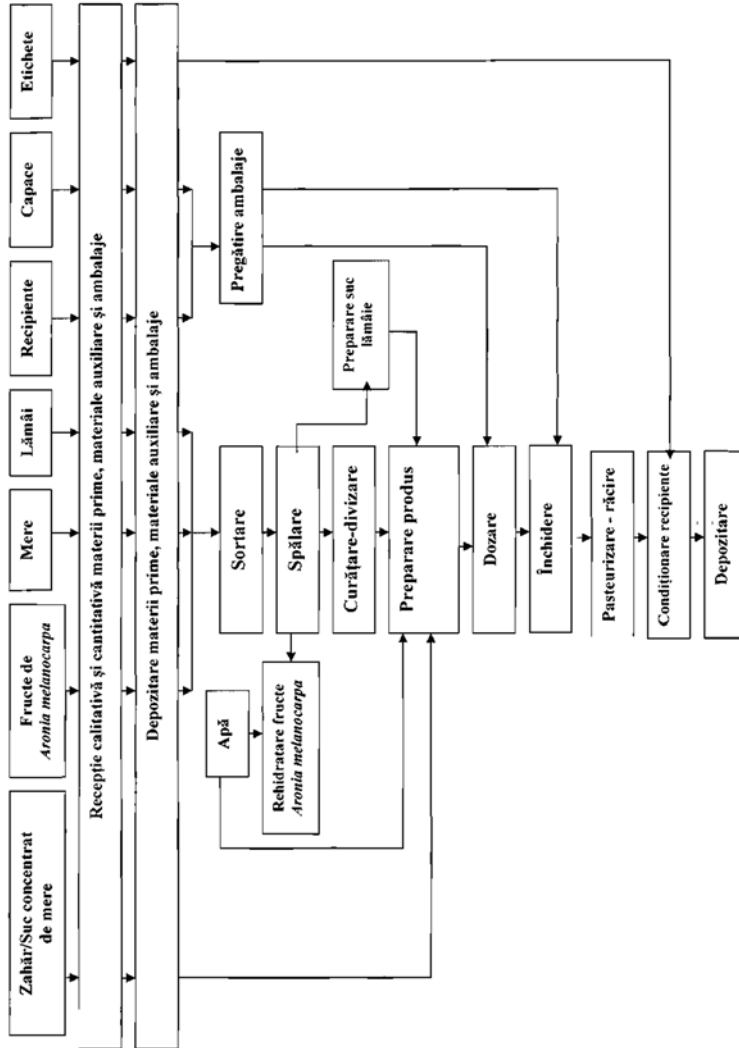 Zahăr/Suc concentrat
de mere
Fructe de
Aronia melanocarpa
Mere
Lămâi
Recipiente
Capace
Etichete
Recepție calitativă și cantitativă materii prime, materiale auxiliare și ambalaje
Depozitare materii prime, materiale auxiliare și ambalaje
Apă
Sortare
Pregătire ambalaje
Rehidratare fructe
Aronia melanocarpa
Spălare
Preparare suc
lămâie
Curățare-divizare
Preparare produs
Dozare
Închidere
Pasteurizare - răcire
Condiționare recipiente
Depozitare